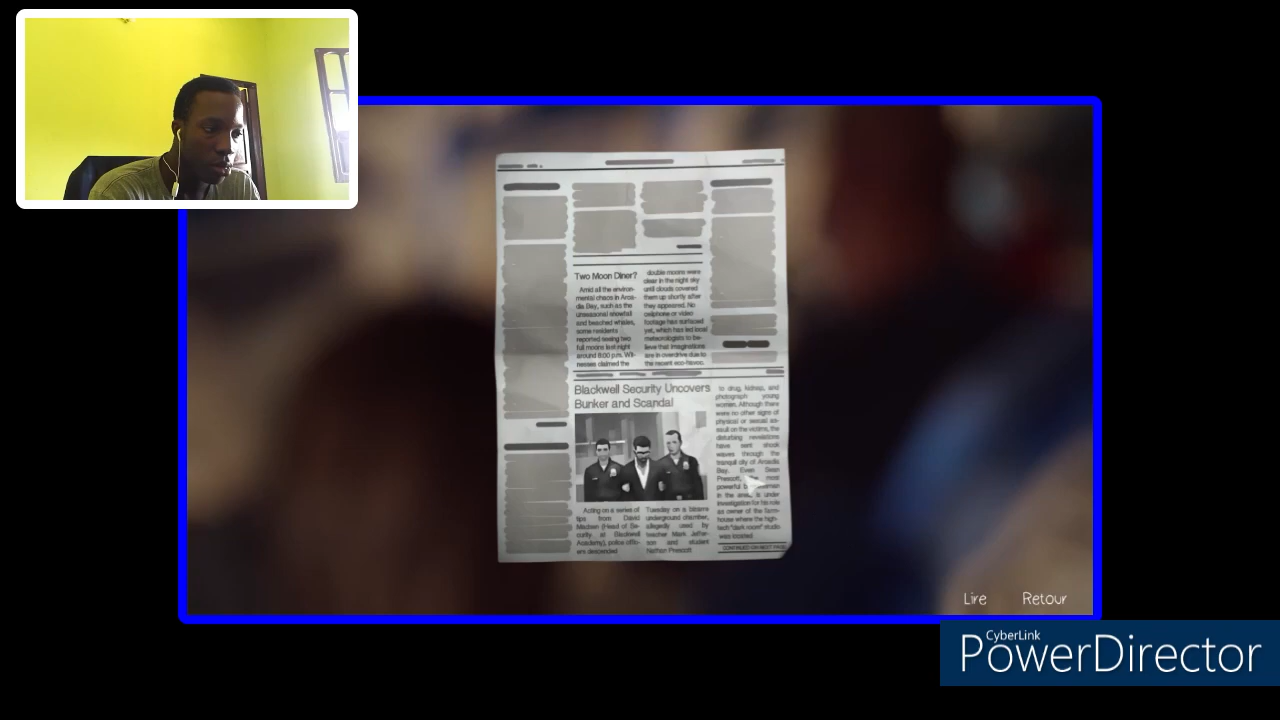 Two Moon Diner?
Amid all the environ-
mental chaos in Arca-
dia Bay, such as the
unseasonal snowfall
and beached whales,
some residents
reported seeing two
full moons last night
around 8:00 p.m. Wit-
nesses claimed the
double moons were
clear in the night sky
until clouds covered
them up shortly after
they appeared. No
cellphone or video
footage has surfaced
yet, which has led local
meteorologists to be-
lieve that imaginations
are in overdrive due to
the recent eco-havoc.
Blackwell Security Uncovers
Bunker and Scandal
Acting on a series of
tips from David
Madsen (Head of Se-
curity at Blackwell
Academy), police offic-
ers descended
Tuesday on a bizarre
underground chamber,
allegedly used by
teacher Mark Jeffer-
son and student
Nathan Prescott
to drug, kidnap, and
photograph young
women. Although there
were no other signs of
physical or sexual as-
sault on the victims, the
disturbing revelations
have sent shock
waves through the
tranquil city of Arcadia
Bay. Even Sean
Prescott, most
powerful
in the area, is under
investigation for his role
as owner of the farm-
house where the high-
tech "dark room" studio
was located
CONTINUED ON NEXT PAGE
Lire Retour
CyberLink
PowerDirector